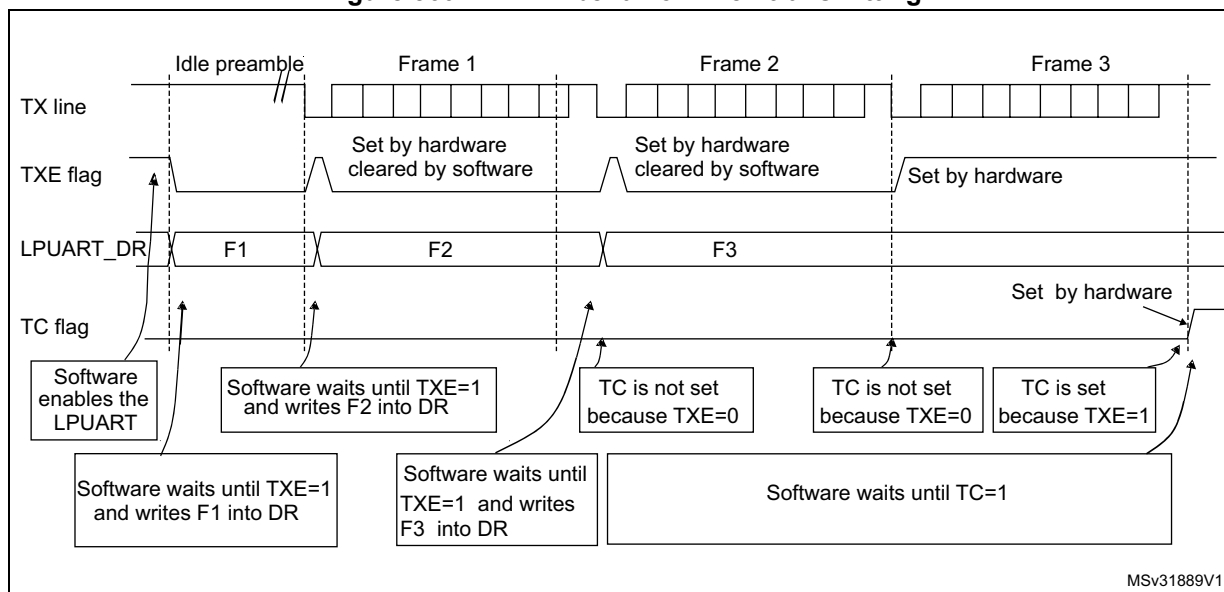 Idle preamble
Frame 1
Frame 2
Frame 3
TX line
Set by hardware
cleared by software
Set by hardware
cleared by software
TXE flag
Set by hardware
LPUART_DR
F1
F2
F3
Set by hardware
TC flag
Software
enables the
LPUART
Software waits until TXE=1
and writes F2 into DR
TC is not set
because TXE=0
TC is not set
because TXE=0
TC is set
because TXE=1
Software waits until TXE=1
and writes F1 into DR
Software waits until
TXE=1 and writes
F3 into DR
Software waits until TC=1
MSv31889V1